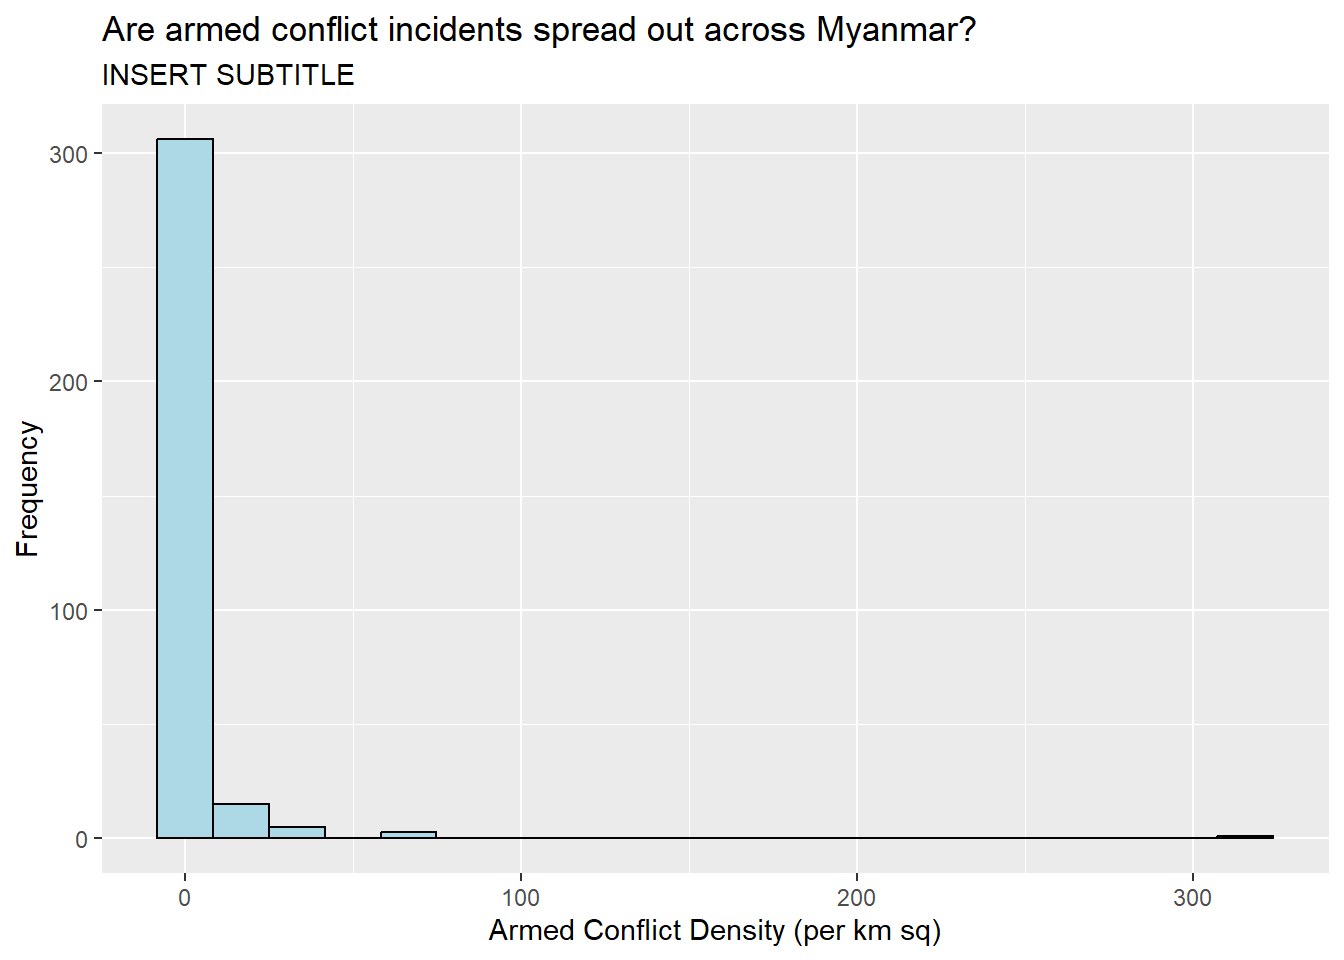 Are armed conflict incidents spread out across Myanmar?
INSERT SUBTITLE
300
200
100
0
Frequency
0 100 200 300
Armed Conflict Density (per km sq)